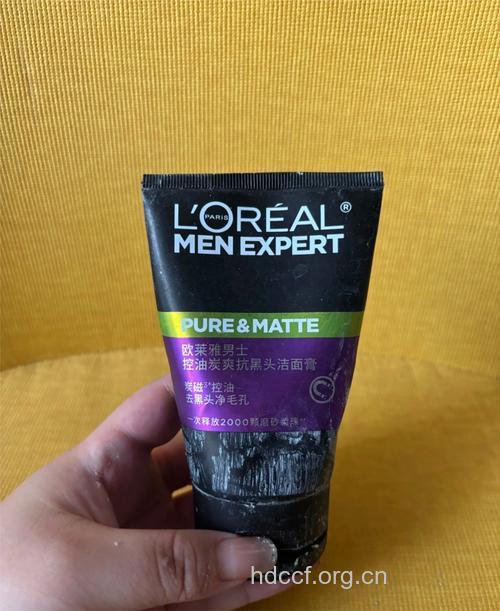 L'ORÉAL®
PARIS
MEN EXPERT
PURE & MATTE
欧莱雅男士
控油炭爽抗黑头洁面膏
炭磁控油
去黑头净毛孔
一次释放2000颗磨砂柔珠
hdccf.org.cn